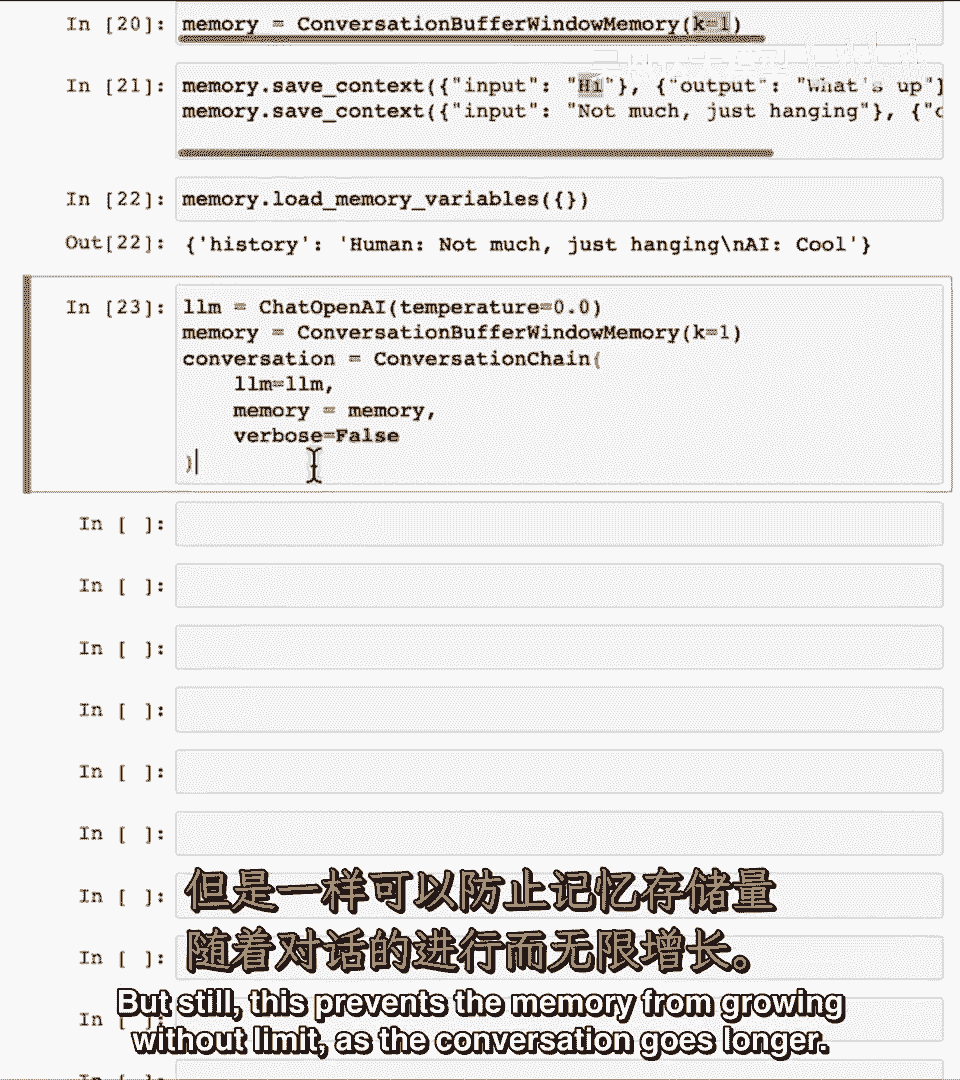 In [20]: memory = ConversationBufferWindowMemory(k=1)
In [21]: memory.save_context({"input": "Hi"}, {"output": "What's up"}
memory.save_context({"input": "Not much, just hanging"}, {"
In [22]: memory.load_memory_variables({})
Out[22]: {'history': 'Human: Not much, just hanging\nAI: Cool'}
In [23]: llm = ChatOpenAI(temperature=0.0)
memory = ConversationBufferWindowMemory(k=1)
conversation = ConversationChain(
llm=llm,
memory = memory,
verbose=False
)
In [ ]:
In [ ]:
In [ ]:
In [ ]:
In [ ]:
In [ ]:
In [ ]:
但是一样可以防止记忆存储量
In [ ]:
随着对话的进行而无限增长。
In [ ]:
But still, this prevents the memory from growing
without limit, as the conversation goes longer.